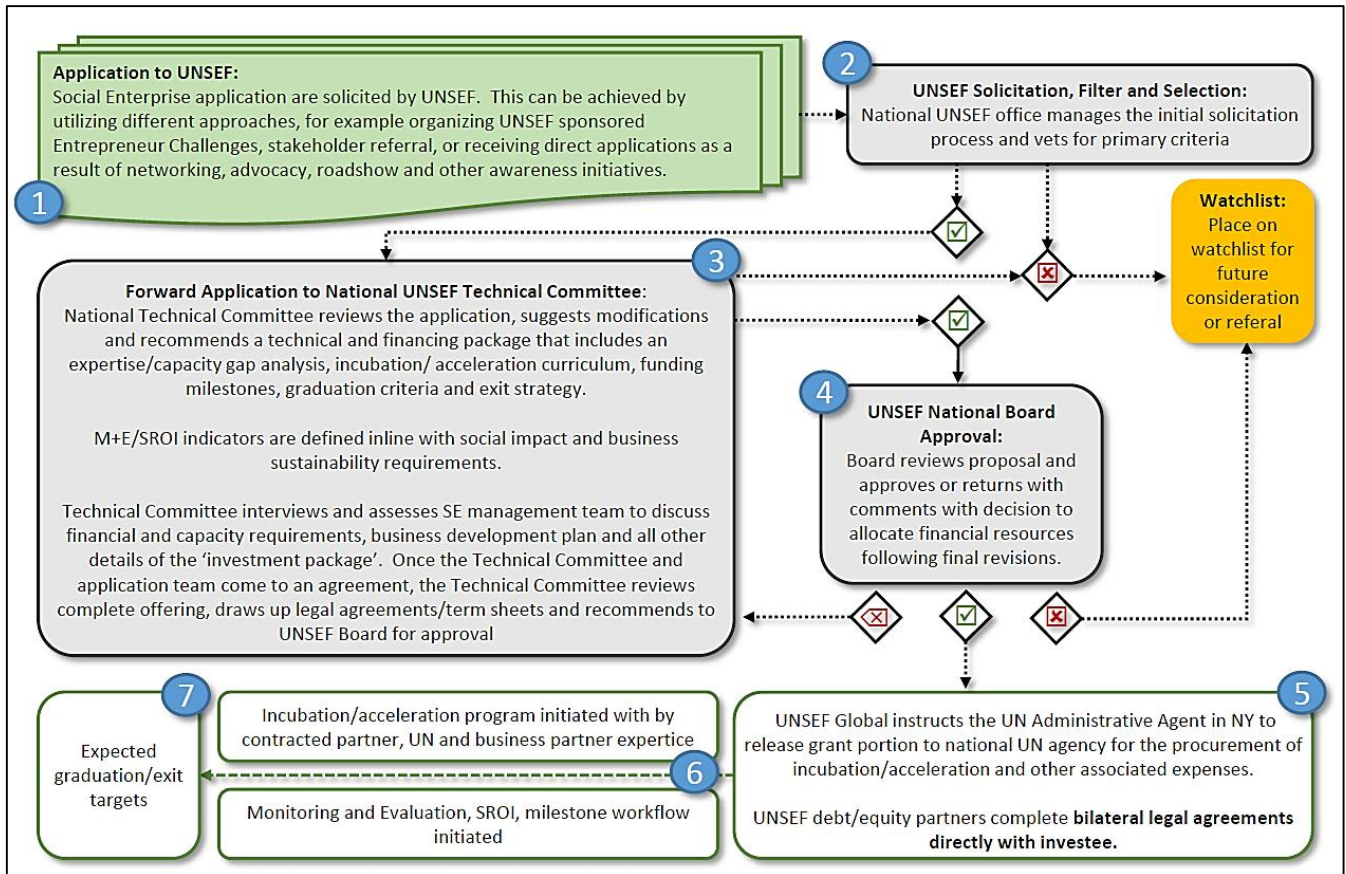 1
Application to UNSEF:
Social Enterprise application are solicited by UNSEF. This can be achieved by
utilizing different approaches, for example organizing UNSEF sponsored
Entrepreneur Challenges, stakeholder referral, or receiving direct applications as a
result of networking, advocacy, roadshow and other awareness initiatives.
2
UNSEF Solicitation, Filter and Selection:
National UNSEF office manages the initial solicitation
process and vets for primary criteria
Watchlist:
Place on
watchlist for
future
consideration
or referal
3
Forward Application to National UNSEF Technical Committee:
National Technical Committee reviews the application, suggests modifications
and recommends a technical and financing package that includes an
expertise/capacity gap analysis, incubation/ acceleration curriculum, funding
milestones, graduation criteria and exit strategy.
M+E/SROI indicators are defined inline with social impact and business
sustainability requirements.
Technical Committee interviews and assesses SE management team to discuss
financial and capacity requirements, business development plan and all other
details of the ‘investment package’. Once the Technical Committee and
application team come to an agreement, the Technical Committee reviews
complete offering, draws up legal agreements/term sheets and recommends to
UNSEF Board for approval
4
UNSEF National Board
Approval:
Board reviews proposal and
approves or returns with
comments with decision to
allocate financial resources
following final revisions.
5
UNSEF Global instructs the UN Administrative Agent in NY to
release grant portion to national UN agency for the procurement of
incubation/acceleration and other associated expenses.
UNSEF debt/equity partners complete bilateral legal agreements
directly with investee.
6
Incubation/acceleration program initiated with by
contracted partner, UN and business partner expertice
Monitoring and Evaluation, SROI, milestone workflow
initiated
7
Expected
graduation/exit
targets